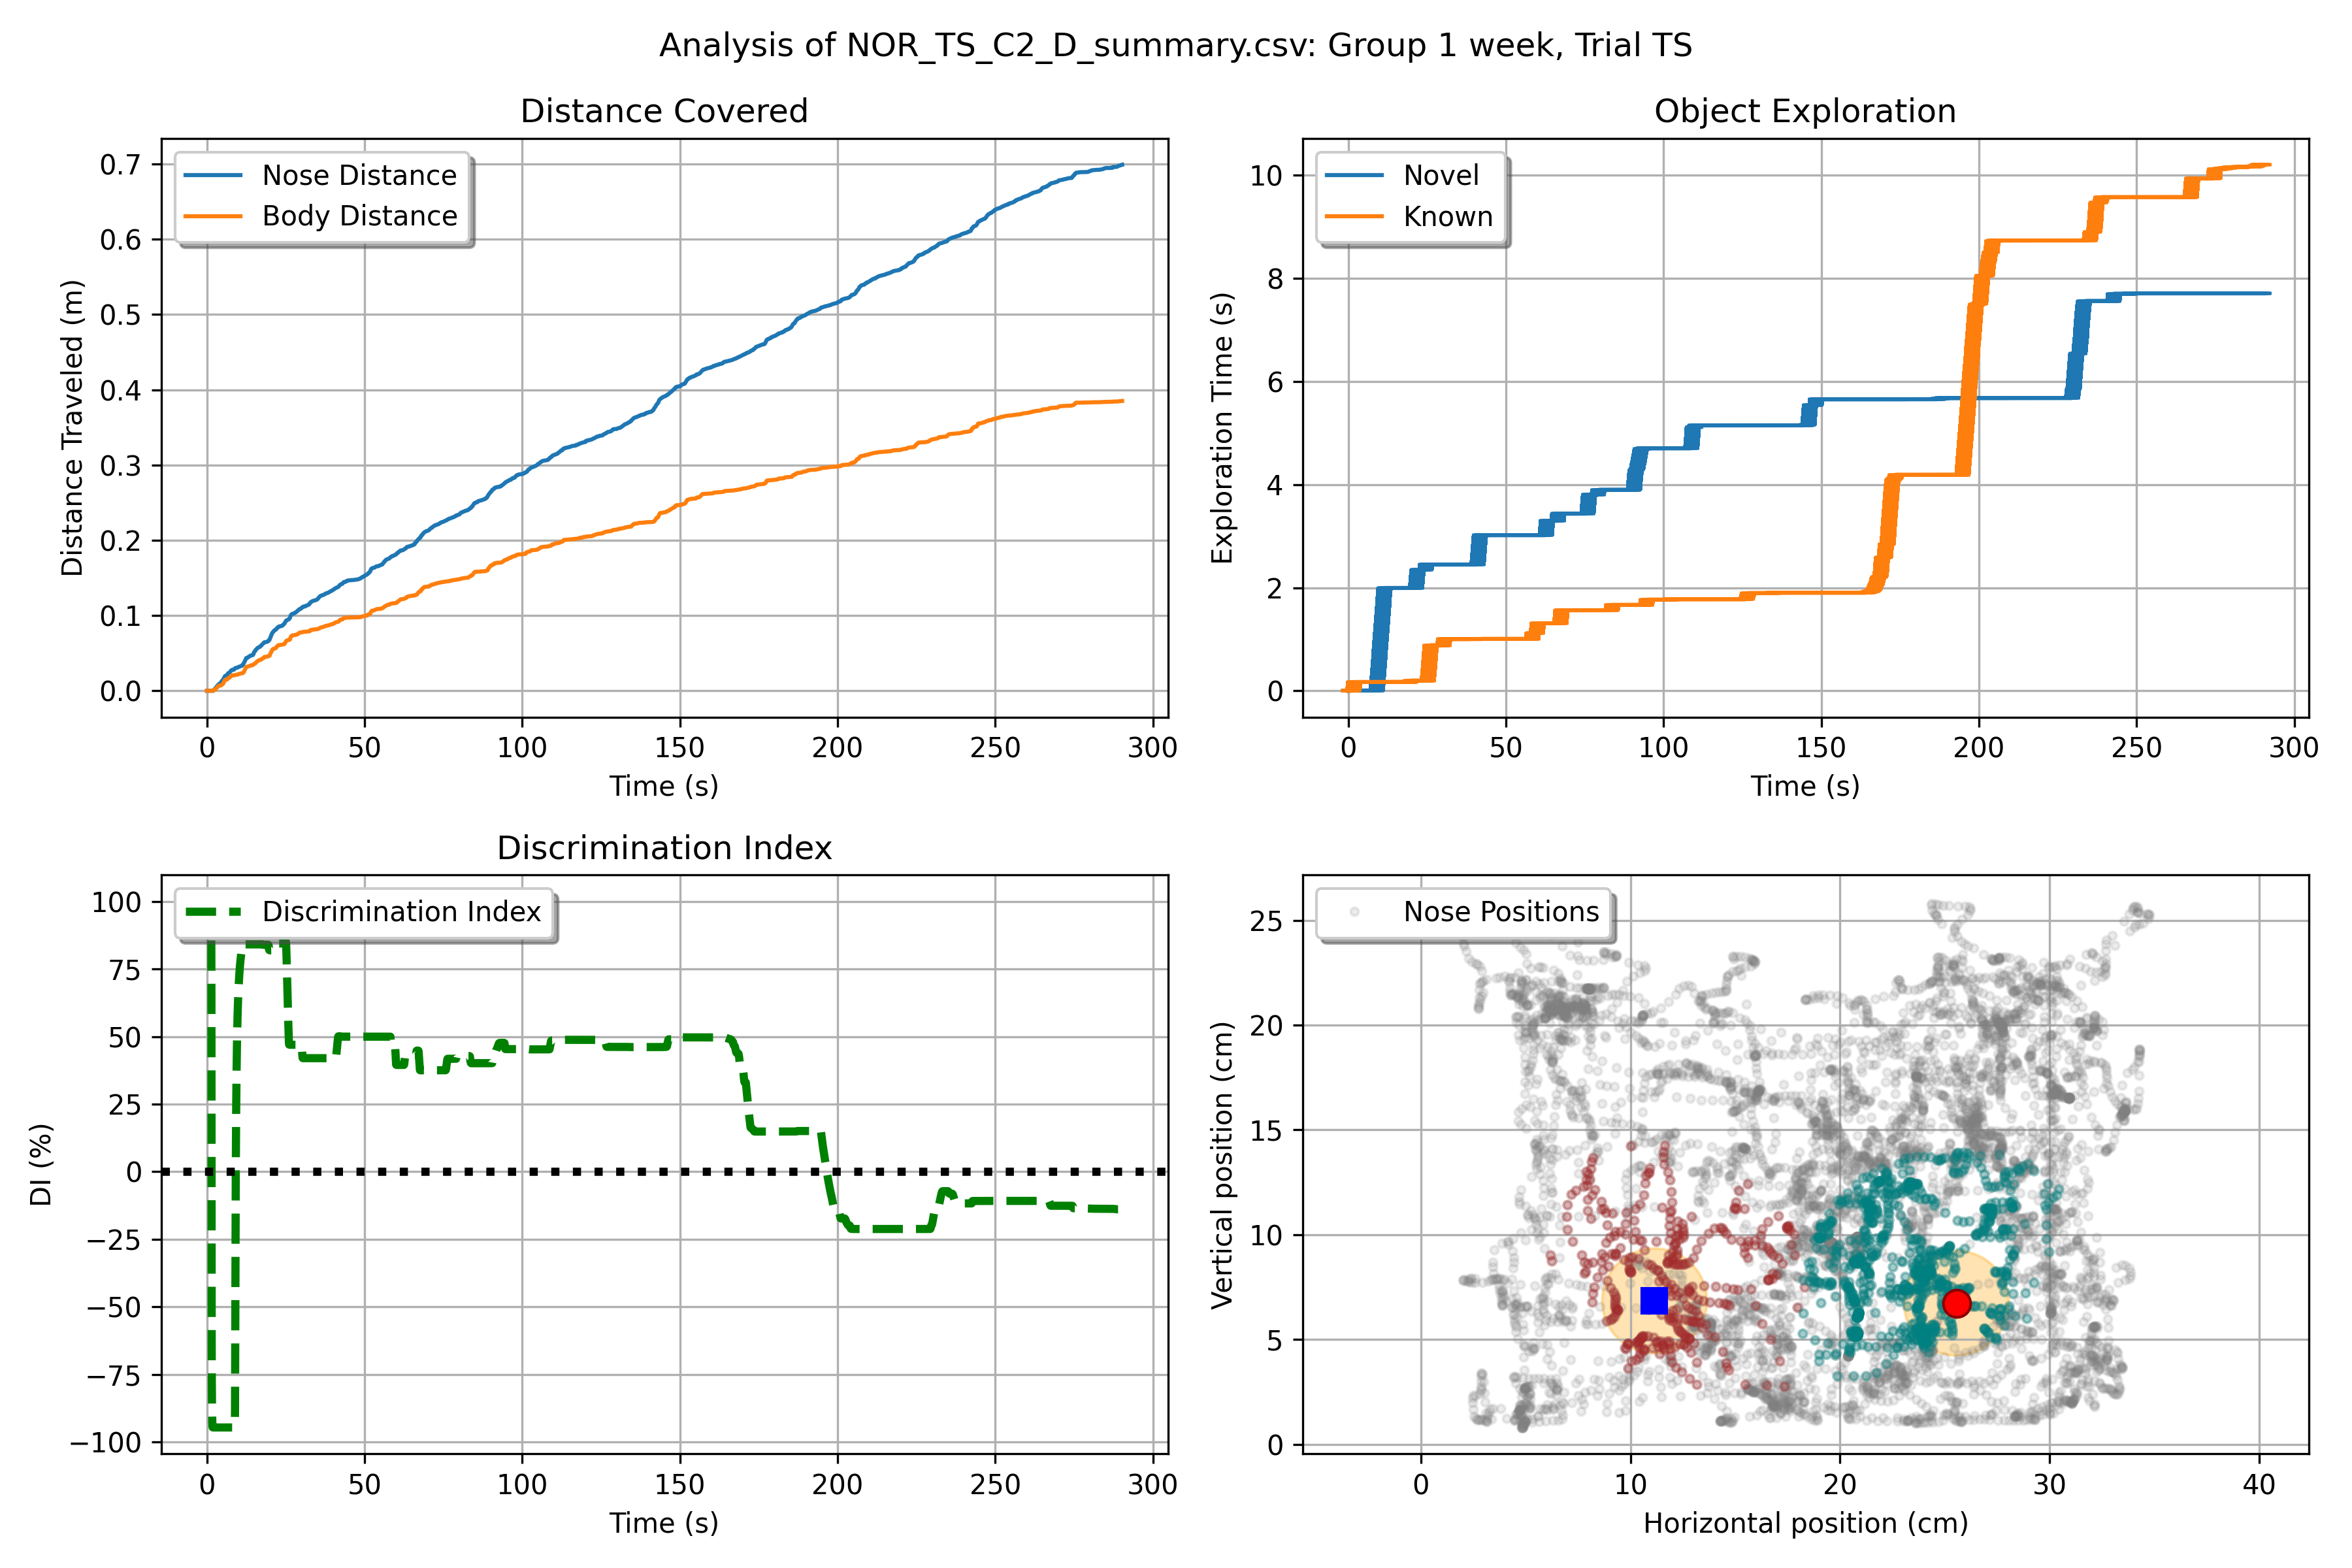 Analysis of NOR_TS_C2_D_summary.csv: Group 1 week, Trial TS
Distance Covered
Nose Distance
Body Distance
Distance Traveled (m)
0.7
0.6
0.5
0.4
0.3
0.2
0.1
0.0
0 50 100 150 200 250 300
Time (s)
Object Exploration
Novel
Known
Exploration Time (s)
10
8
6
4
2
0
0 50 100 150 200 250 300
Time (s)
Discrimination Index
Discrimination Index
DI (%)
100
75
50
25
0
−25
−50
−75
−100
0 50 100 150 200 250 300
Time (s)
Nose Positions
Vertical position (cm)
25
20
15
10
5
0
0 10 20 30 40
Horizontal position (cm)